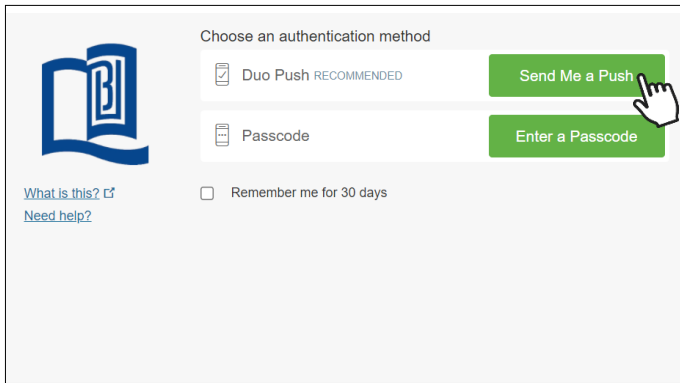 Choose an authentication method
Duo Push RECOMMENDED
Send Me a Push
Passcode
Enter a Passcode
What is this?
Remember me for 30 days
Need help?